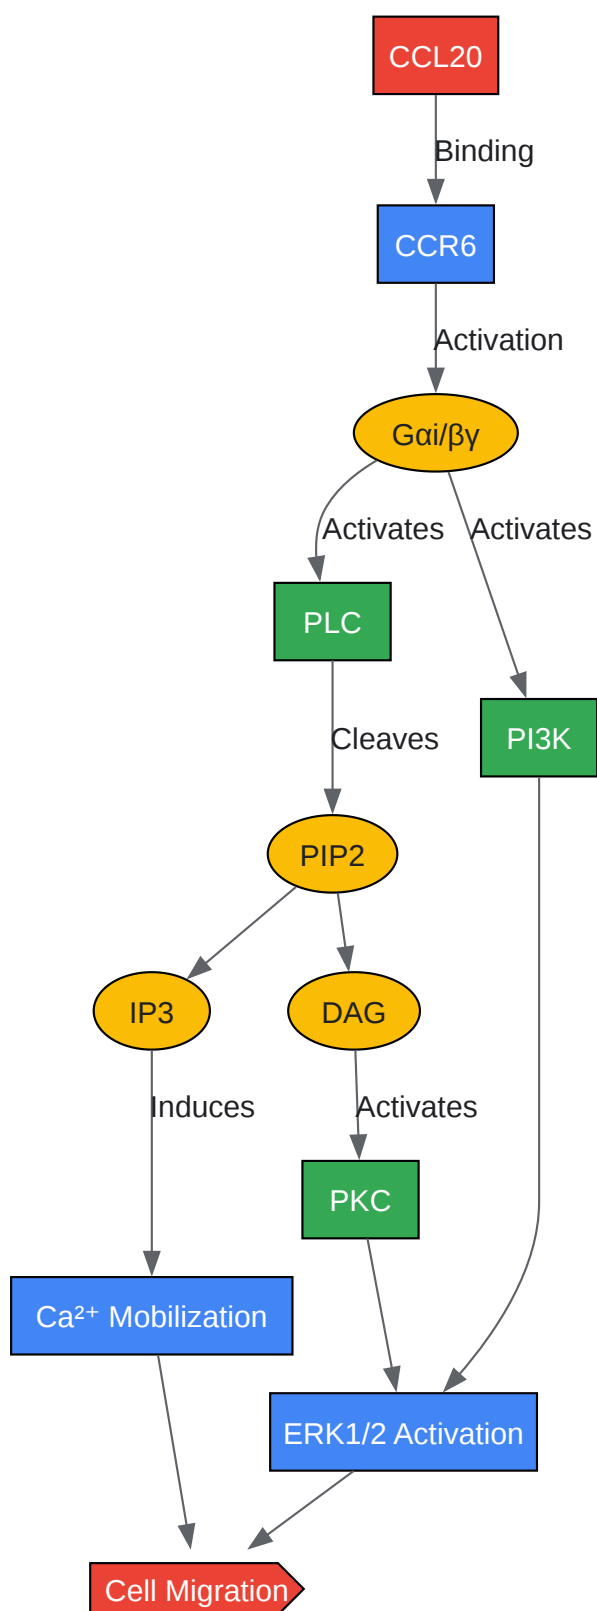 CCL20
Binding
CCR6
Activation
Gαi/βγ
Activates
Activates
PLC
PI3K
Cleaves
PIP2
IP3
DAG
Induces
Activates
PKC
Ca²⁺ Mobilization
ERK1/2 Activation
Cell Migration